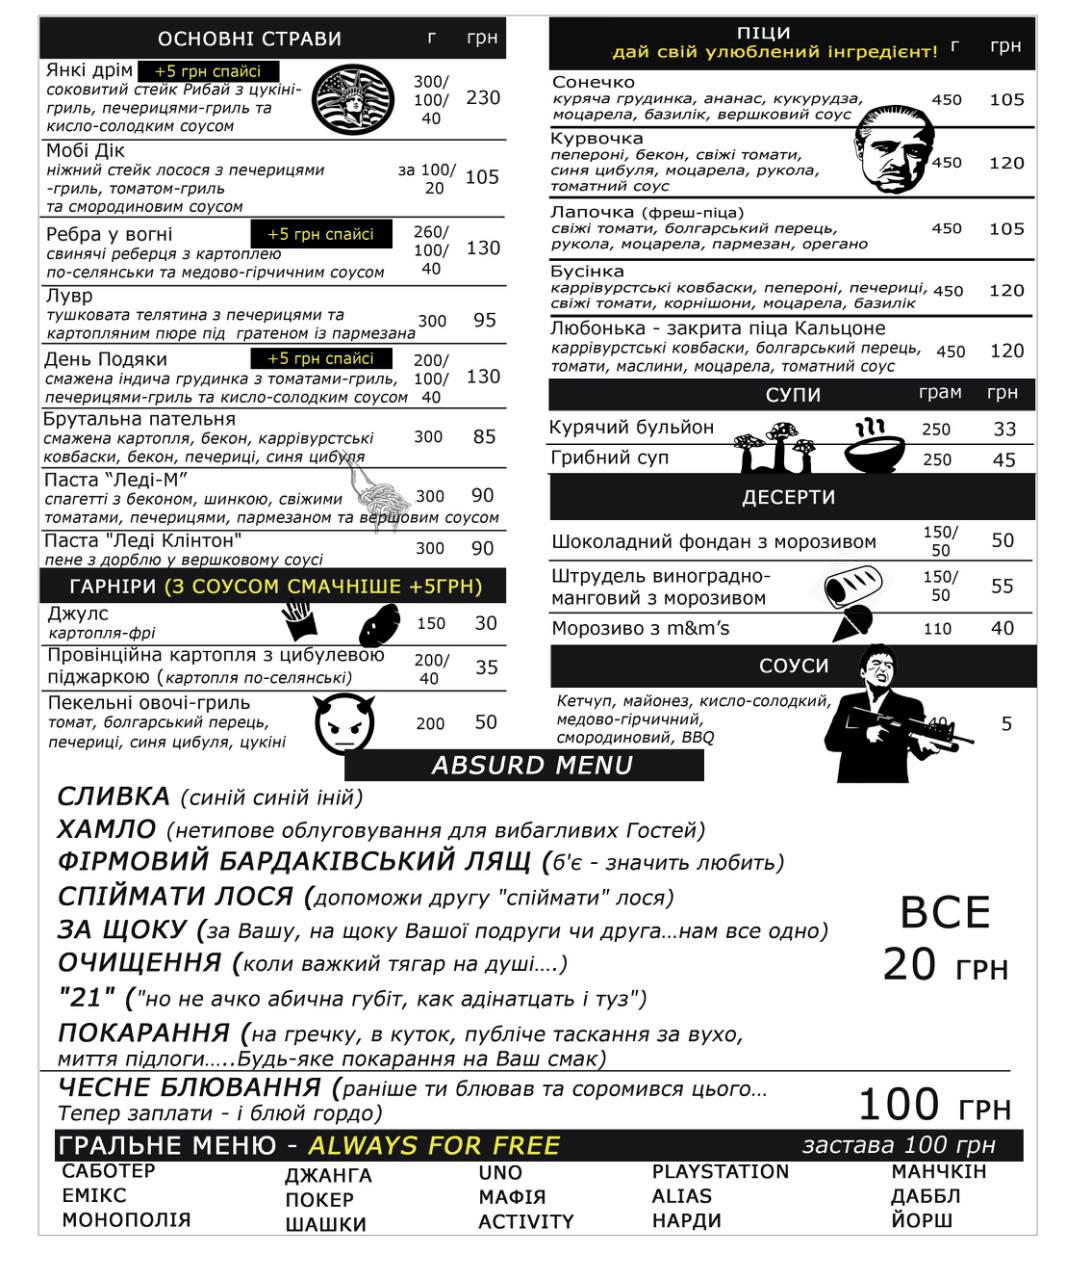 ОСНОВНІ СТРАВИ г грн
Янкі дрім +5 грн спайсі
соковитий стейк Рибай з цукіні-
гриль, печерицями-гриль та
кисло-солодким соусом
300/
100/
40
230
Мобі Дік
ніжний стейк лосося з печерицями
-гриль, томатом-гриль
та смородиновим соусом
за 100/
20
105
Ребра у вогні +5 грн спайсі
свинячі реберця з картоплею
по-селянськи та медово-гірчичним соусом
260/
100/
40
130
Лувр
тушковата телятина з печерицями та
картопляним пюре під гратеном із пармезана
300 95
День Подяки +5 грн спайсі
смажена індича грудинка з томатами-гриль,
печерицями-гриль та кисло-солодким соусом
200/
100/
40
130
Брутальна пательня
смажена картопля, бекон, каррівурстські
ковбаски, бекон, печериці, синя цибуля
300 85
Паста “Леді-М”
спагетті з беконом, шинкою, свіжими
томатами, печерицями, пармезаном та вершовим соусом
300 90
Паста "Леді Клінтон"
пене з дорблю у вершковому соусі
300 90
ГАРНІРИ (З СОУСОМ СМАЧНІШЕ +5ГРН)
Джулс
картопля-фрі
150 30
Провінційна картопля з цибулевою
піджаркою (картопля по-селянські)
200/
40
35
Пекельні овочі-гриль
томат, болгарський перець,
печериці, синя цибуля, цукіні
200 50
ПІЦИ
дай свій улюблений інгредієнт! г грн
Сонечко
куряча грудинка, ананас, кукурудза,
моцарела, базилік, вершковий соус
450 105
Курвочка
пепероні, бекон, свіжі томати,
синя цибуля, моцарела, рукола,
томатний соус
450 120
Лапочка (фреш-піца)
свіжі томати, болгарський перець,
рукола, моцарела, пармезан, орегано
450 105
Бусінка
каррівурстські ковбаски, пепероні, печериці,
свіжі томати, корнішони, моцарела, базилік
450 120
Любонька - закрита піца Кальцоне
каррівурстські ковбаски, болгарський перець,
томати, маслини, моцарела, томатний соус
450 120
СУПИ грам грн
Курячий бульйон 250 33
Грибний суп 250 45
ДЕСЕРТИ
Шоколадний фондан з морозивом
150/
50
50
Штрудель виноградно-
манговий з морозивом
150/
50
55
Морозиво з m&m’s 110 40
СОУСИ
Кетчуп, майонез, кисло-солодкий,
медово-гірчичний,
смородиновий, BBQ
40 5
ABSURD MENU
СЛИВКА (синій синій іній)
ХАМЛО (нетипове облуговування для вибагливих Гостей)
ФІРМОВИЙ БАРДАКІВСЬКИЙ ЛЯЩ (б'є - значить любить)
СПІЙМАТИ ЛОСЯ (допоможи другу "спіймати" лося)
ЗА ЩОКУ (за Вашу, на щоку Вашої подруги чи друга...нам все одно)
ОЧИЩЕННЯ (коли важкий тягар на душі....)
"21" ("но не ачко абична губіт, как адінатцать і туз")
ПОКАРАННЯ (на гречку, в куток, публіче таскання за вухо,
миття підлоги.....Будь-яке покарання на Ваш смак)
ВСЕ
20 ГРН
ЧЕСНЕ БЛЮВАННЯ (раніше ти блював та соромився цього...
Тепер заплати - і блюй гордо)
100 ГРН
ГРАЛЬНЕ МЕНЮ - ALWAYS FOR FREE застава 100 грн
САБОТЕР ДЖАНГА UNO PLAYSTATION МАНЧКІН
ЕМІКС ПОКЕР МАФІЯ ALIAS ДАББЛ
МОНОПОЛІЯ ШАШКИ ACTIVITY НАРДИ ЙОРШ